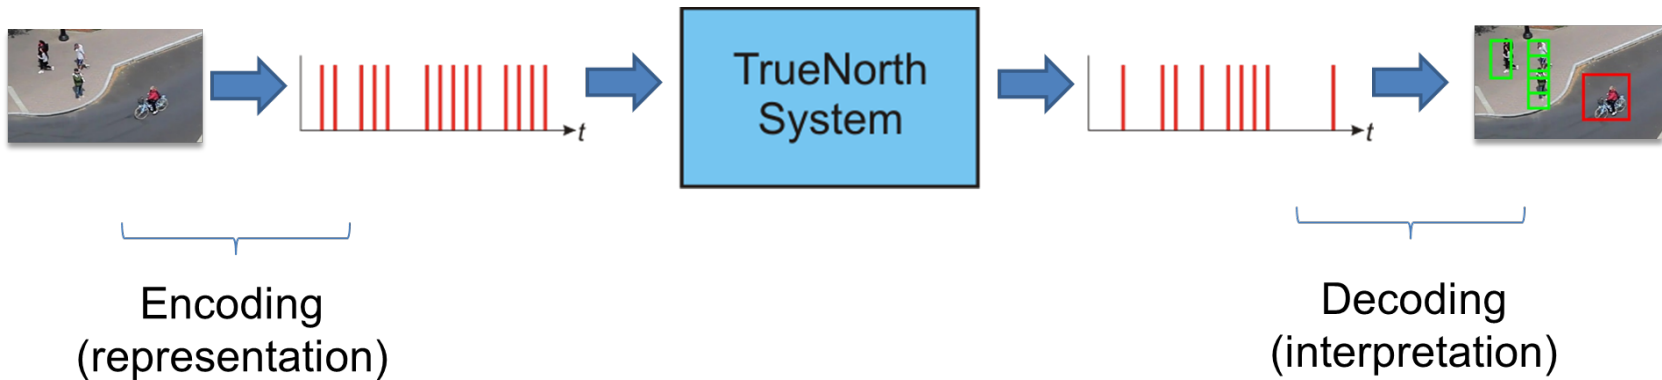 TrueNorth
System
t
t
Encoding
(representation)
Decoding
(interpretation)